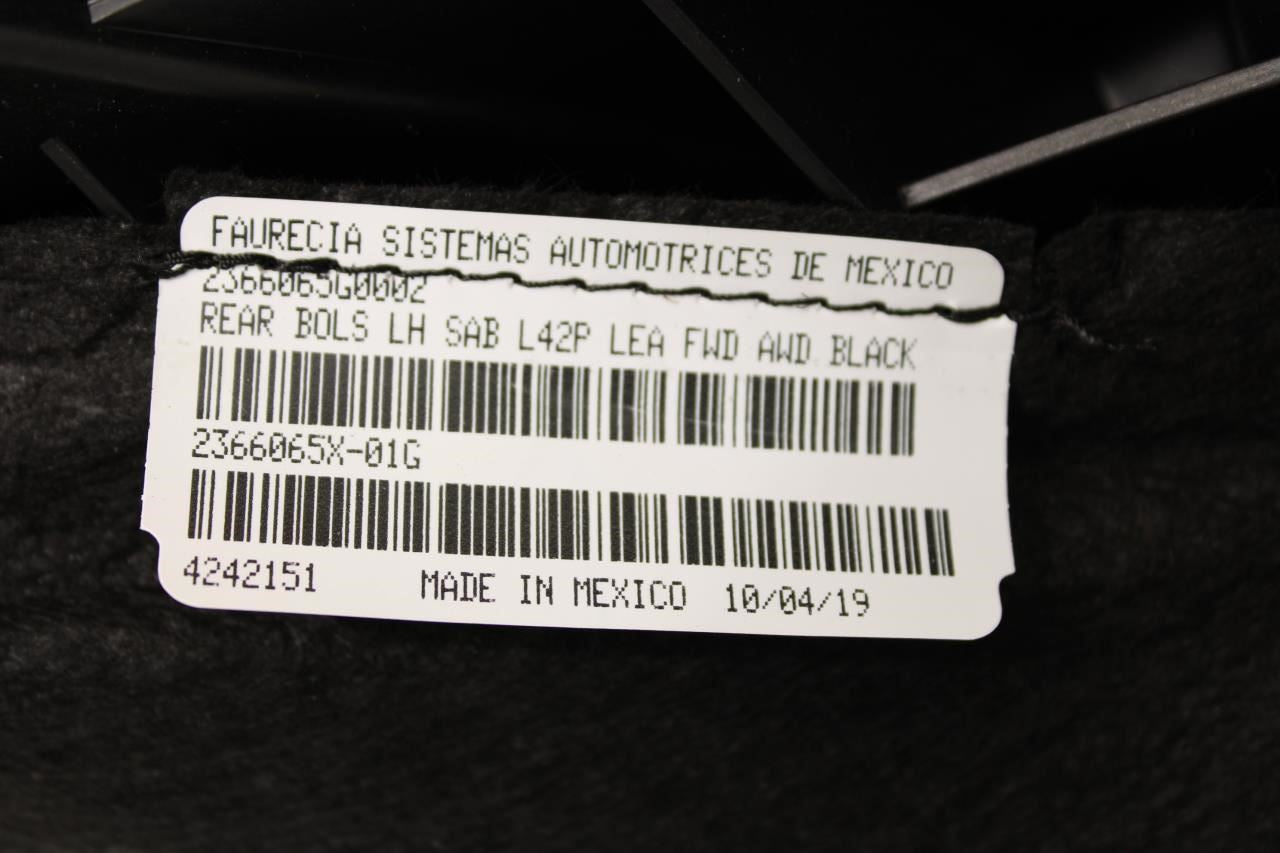 FAURECIA SISTEMAS AUTOMOTRICES DE MEXICO
2366065G0002
REAR BOLS LH SAB L42P LEA FWD AWD BLACK
2366065X-01G
4242151 MADE IN MEXICO 10/04/19